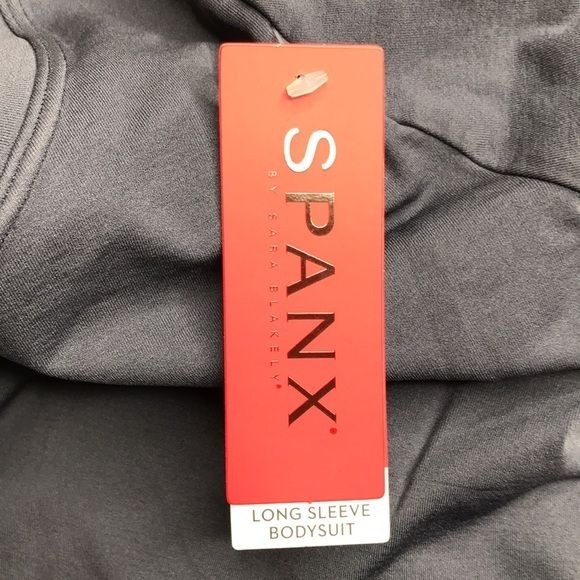 SPANX®
BY SARA BLAKELY®
LONG SLEEVE
BODYSUIT